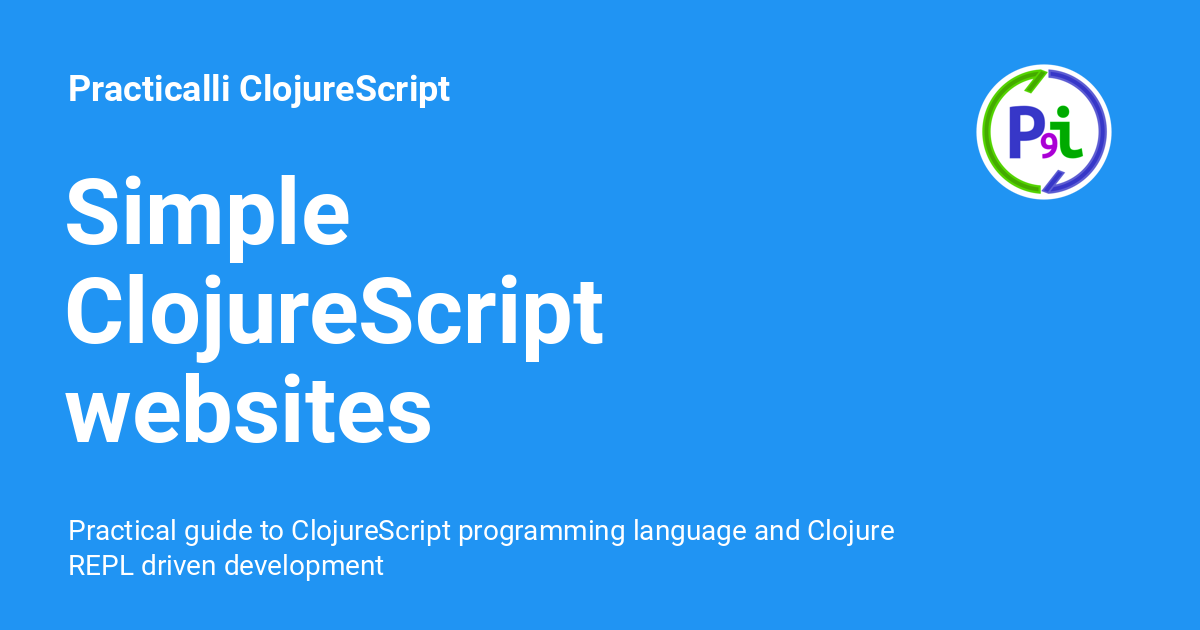 Practicalli ClojureScript
P9i
Simple
ClojureScript
websites
Practical guide to ClojureScript programming language and Clojure
REPL driven development